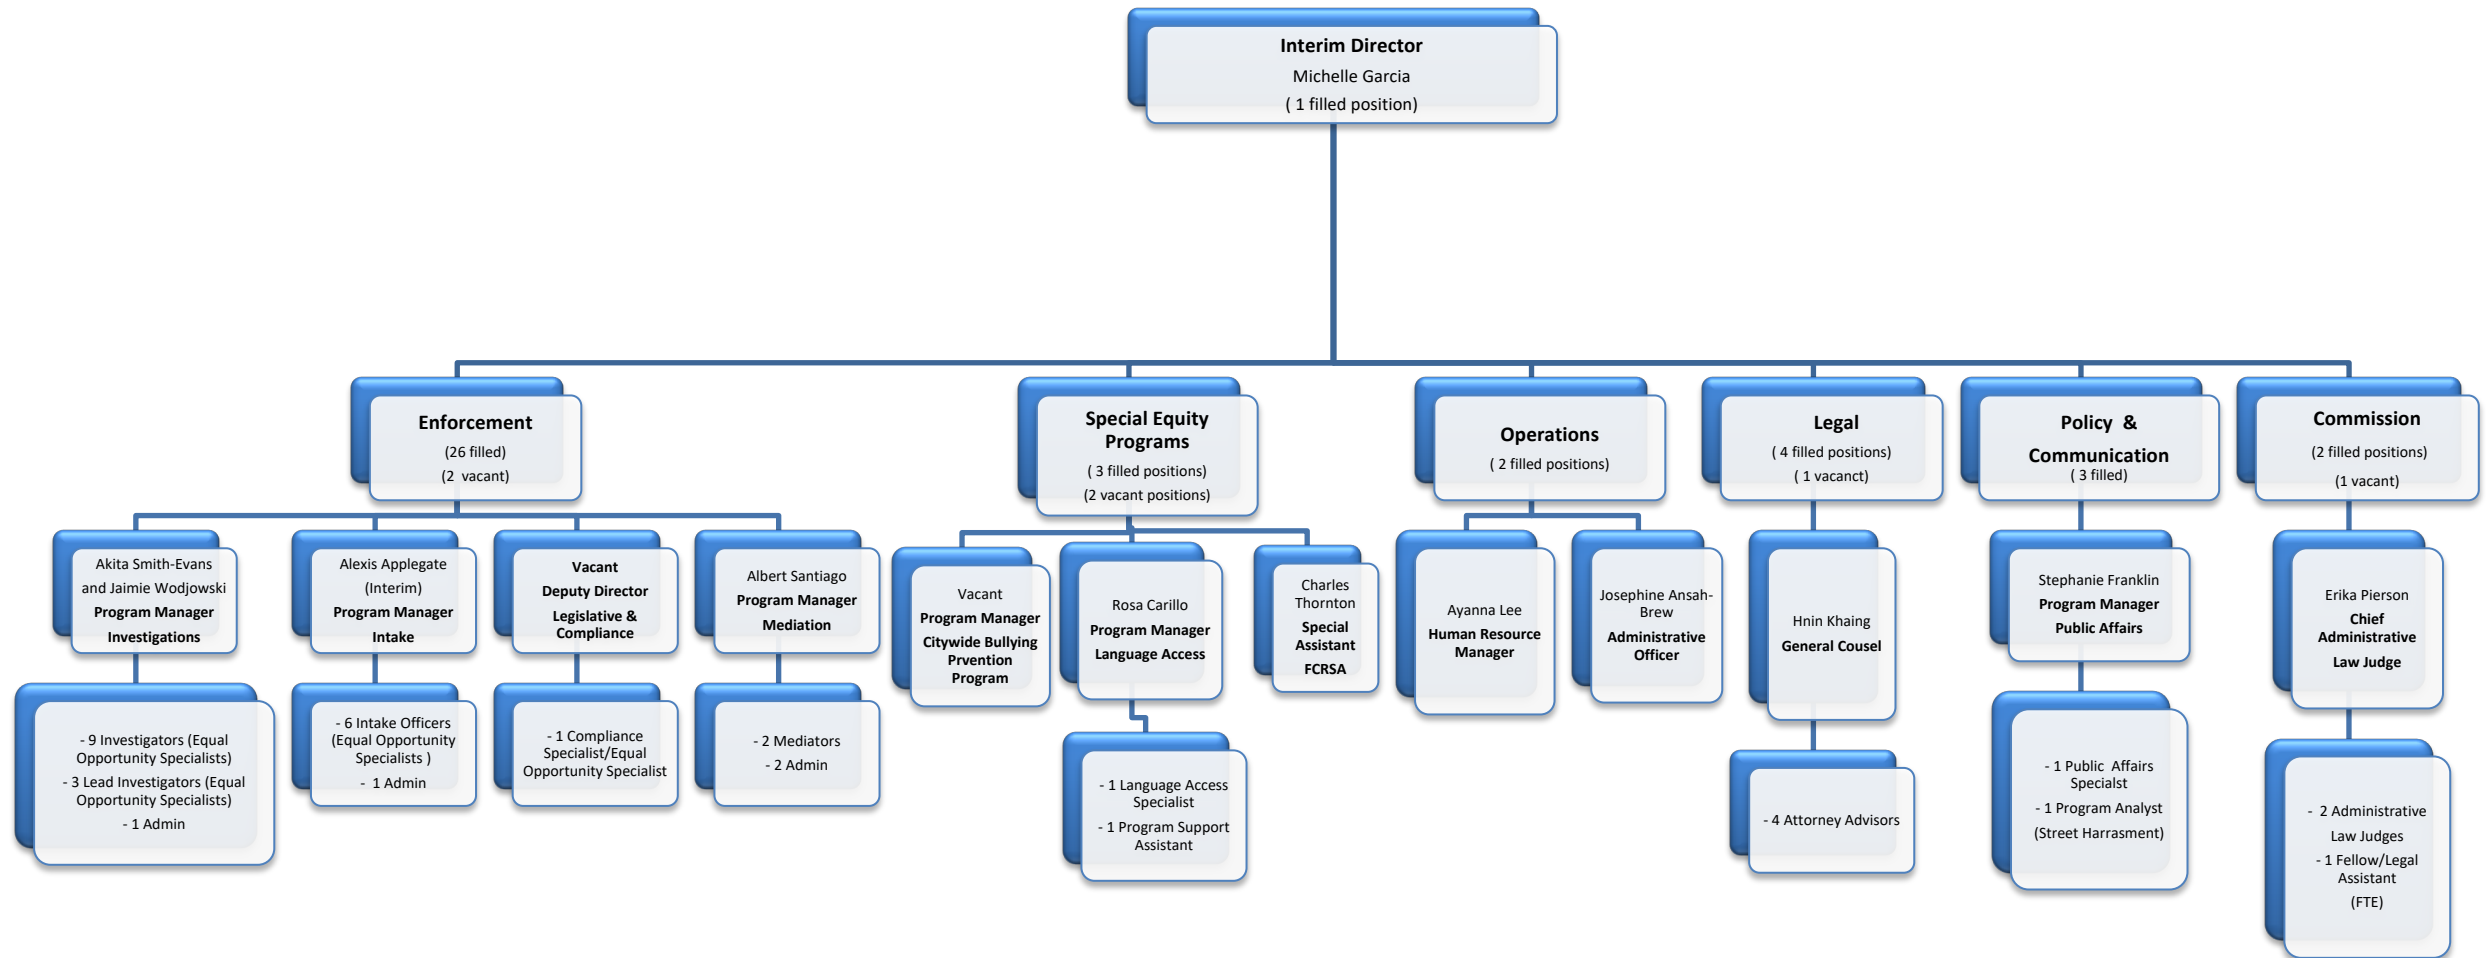 Interim Director
Michelle Garcia
( 1 filled position)
Enforcement
(26 filled)
(2 vacant)
Special Equity
Programs
( 3 filled positions)
(2 vacant positions)
Operations
( 2 filled positions)
Legal
( 4 filled positions)
( 1 vacanct)
Policy &
Communication
( 3 filled)
Commission
(2 filled positions)
(1 vacant)
Akita Smith-Evans
and Jaimie Wodjowski
Program Manager
Investigations
Alexis Applegate
(Interim)
Program Manager
Intake
Vacant
Deputy Director
Legislative &
Compliance
Albert Santiago
Program Manager
Mediation
Vacant
Program Manager
Citywide Bullying
Prvention
Program
Rosa Carillo
Program Manager
Language Access
Charles
Thornton
Special
Assistant
FCRSA
Ayanna Lee
Human Resource
Manager
Josephine Ansah-
Brew
Administrative
Officer
Hnin Khaing
General Cousel
Stephanie Franklin
Program Manager
Public Affairs
Erika Pierson
Chief
Administrative
Law Judge
- 9 Investigators (Equal
Opportunity Specialists)
- 3 Lead Investigators (Equal
Opportunity Specialists)
- 1 Admin
- 6 Intake Officers
(Equal Opportunity
Specialists )
- 1 Admin
- 1 Compliance
Specialist/Equal
Opportunity Specialist
- 2 Mediators
- 2 Admin
- 1 Language Access
Specialist
- 1 Program Support
Assistant
- 4 Attorney Advisors
- 1 Public Affairs
Specialst
- 1 Program Analyst
(Street Harrasment)
- 2 Administrative
Law Judges
- 1 Fellow/Legal
Assistant
(FTE)